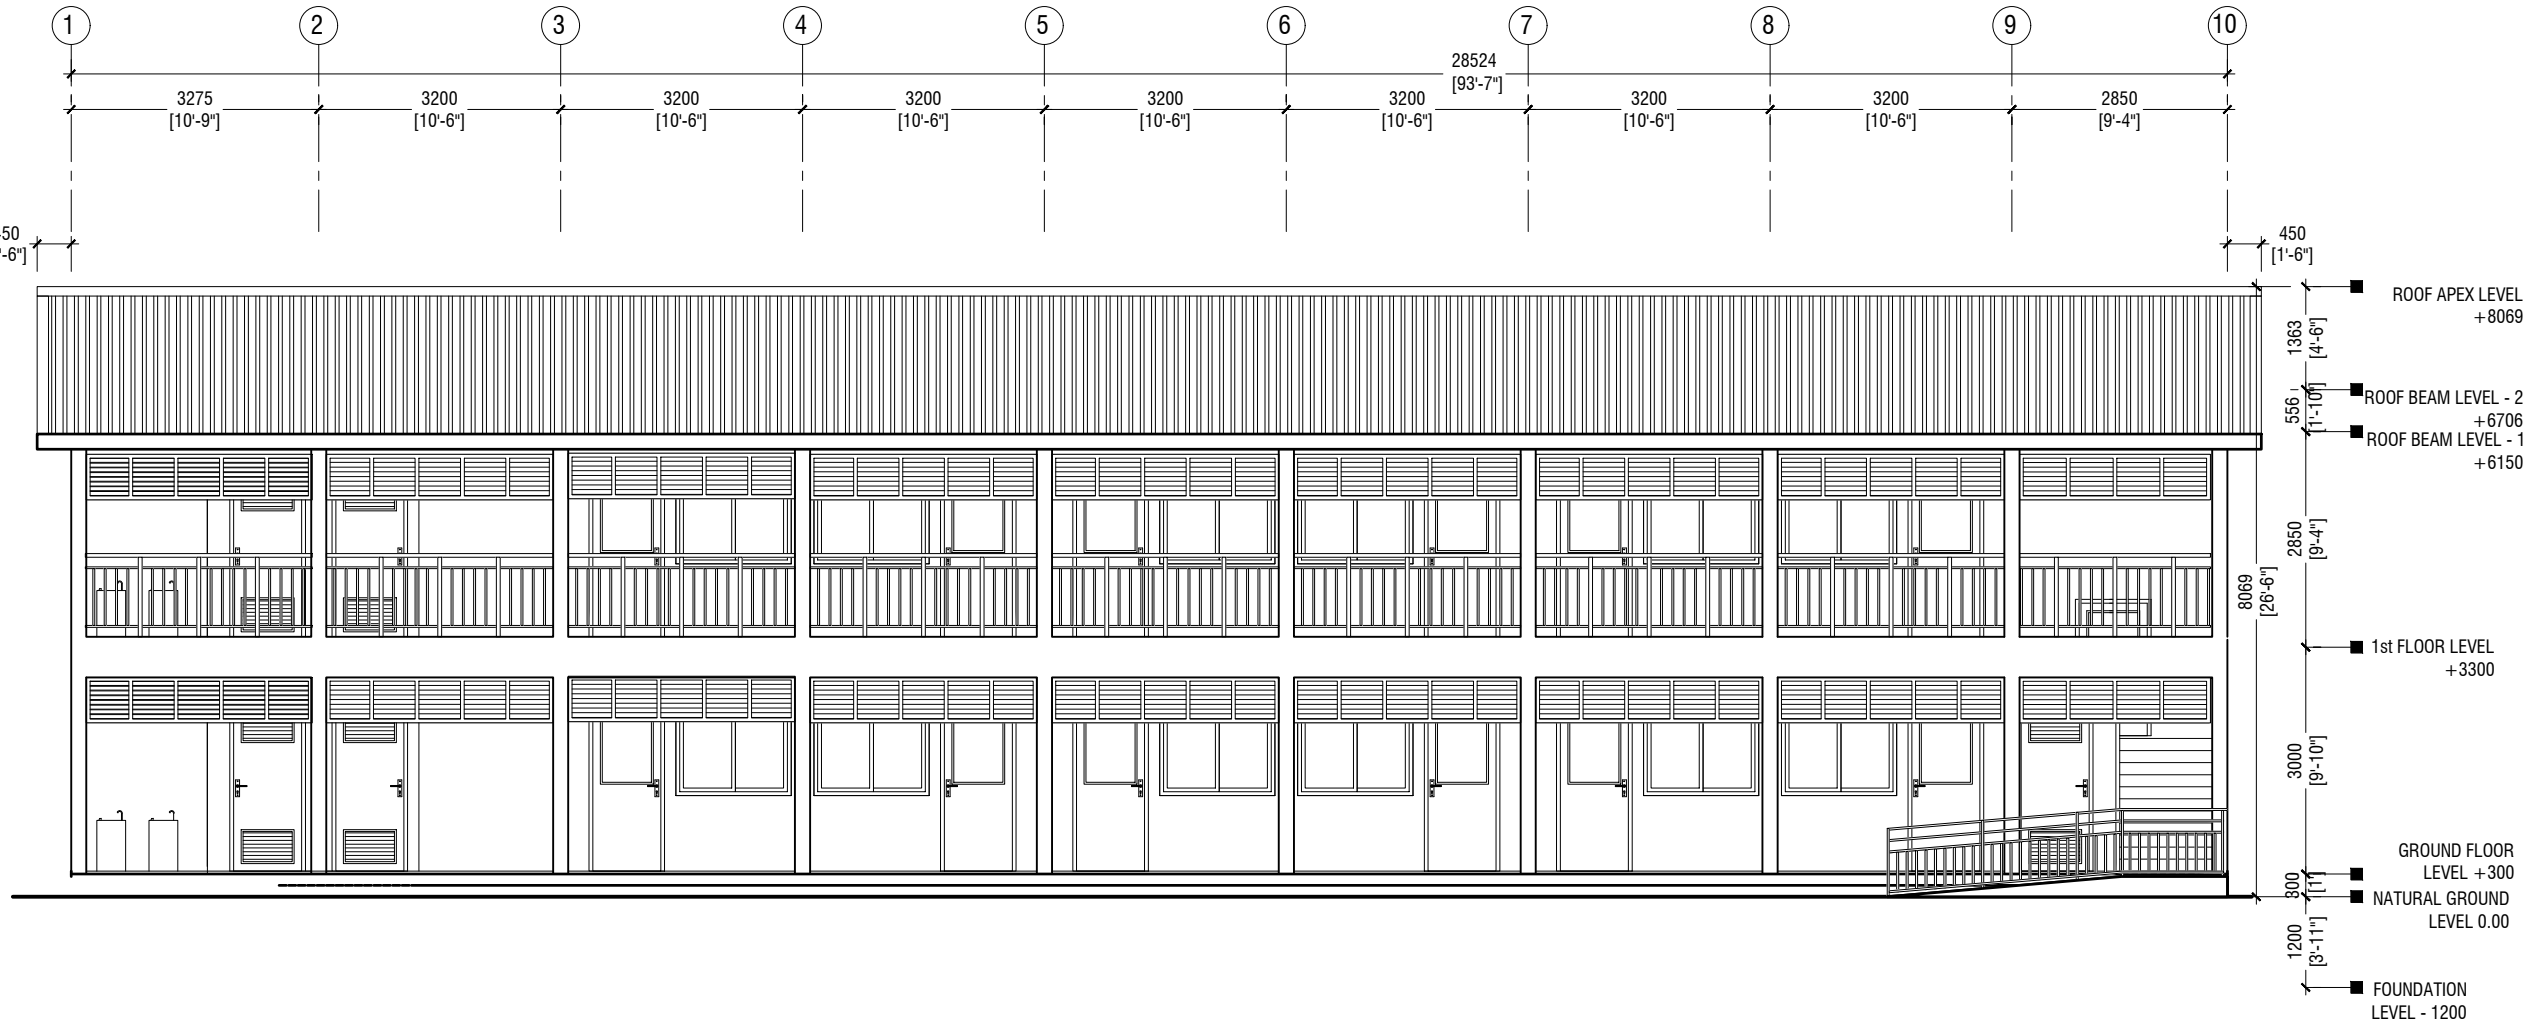 1 2 3 4 5 6 7 8 9 10
28524
[93'-7"]
3275 3200 3200 3200 3200 3200 3200 3200 2850
[10'-9"] [10'-6"] [10'-6"] [10'-6"] [10'-6"] [10'-6"] [10'-6"] [10'-6"] [9'-4"]
50 450
-6"] [1'-6"]
ROOF APEX LEVEL
+8069
1363
[4'-6"]
ROOF BEAM LEVEL - 2
+6706
556
[1'-10"]
ROOF BEAM LEVEL - 1
+6150
2850
[9'-4"]
8069
[26'-6"]
1st FLOOR LEVEL
+3300
3000
[9'-10"]
GROUND FLOOR
LEVEL +300
300
[1']
NATURAL GROUND
LEVEL 0.00
1200
[3'-11"]
FOUNDATION
LEVEL - 1200